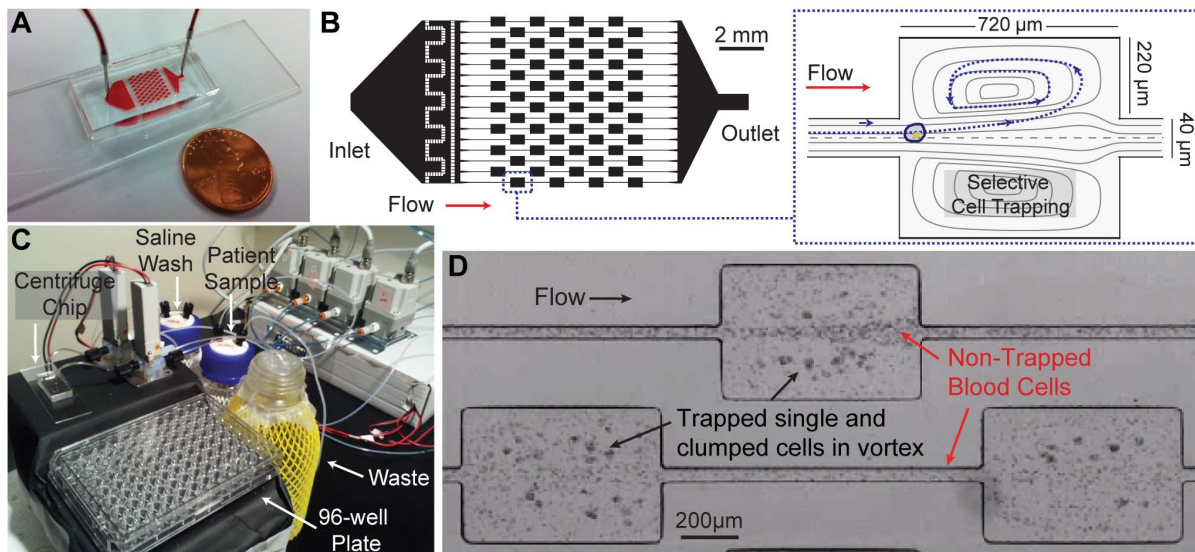 A
B
2 mm
Inlet
Outlet
Flow
720 µm
220 µm
40 µm
Flow
Selective
Cell Trapping
C
Saline
Wash
Patient
Sample
Centrifuge
Chip
Waste
96-well
Plate
D
Flow
Non-Trapped
Blood Cells
Trapped single and
clumped cells in vortex
200µm